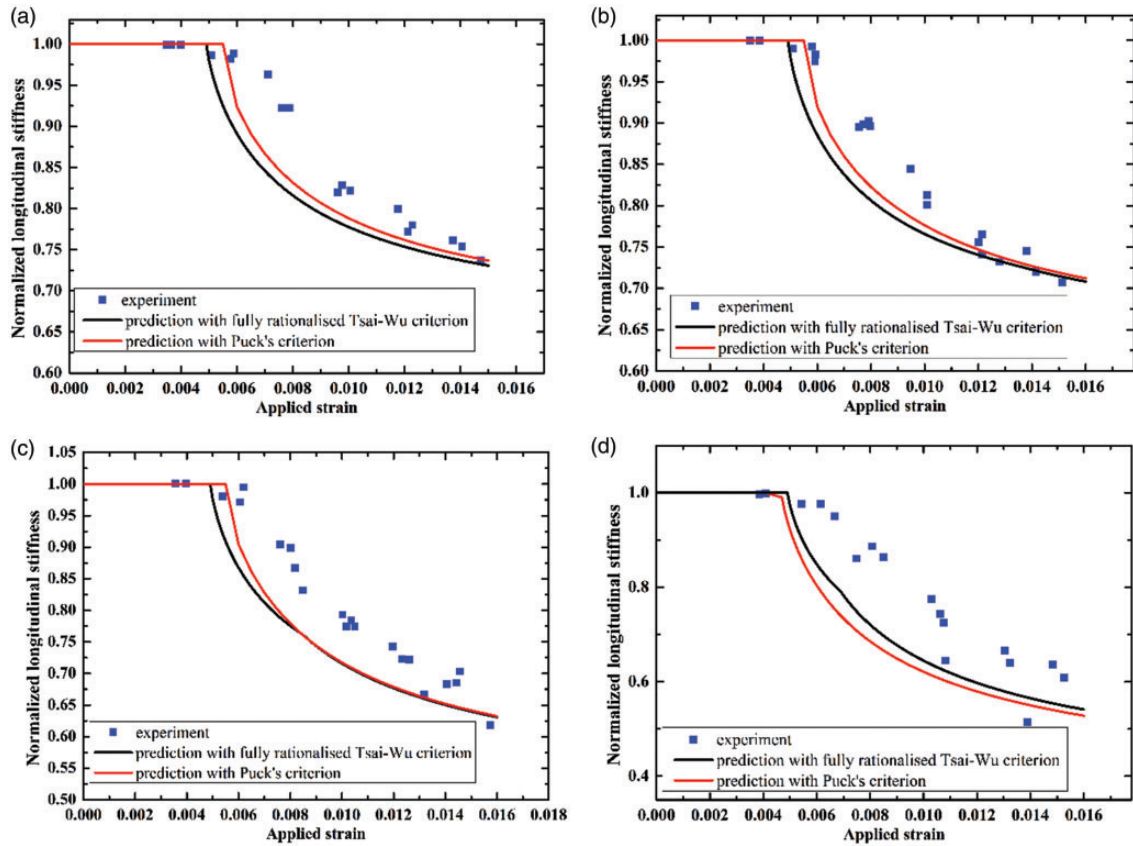 (a)
Normalized longitudinal stiffness
1.00
0.95
0.90
0.85
0.80
0.75
0.70
0.65
0.60
experiment
prediction with fully rationalised Tsai-Wu criterion
prediction with Puck's criterion
0.000 0.002 0.004 0.006 0.008 0.010 0.012 0.014 0.016
Applied strain
(b)
Normalized longitudinal stiffness
1.00
0.95
0.90
0.85
0.80
0.75
0.70
0.65
0.60
experiment
prediction with fully rationalised Tsai-Wu criterion
prediction with Puck's criterion
0.000 0.002 0.004 0.006 0.008 0.010 0.012 0.014 0.016
Applied strain
(c)
Normalized longitudinal stiffness
1.05
1.00
0.95
0.90
0.85
0.80
0.75
0.70
0.65
0.60
0.55
0.50
experiment
prediction with fully rationalised Tsai-Wu criterion
prediction with Puck's criterion
0.000 0.002 0.004 0.006 0.008 0.010 0.012 0.014 0.016 0.018
Applied strain
(d)
Normalized longitudinal stiffness
1.0
0.8
0.6
0.4
experiment
prediction with fully rationalised Tsai-Wu criterion
prediction with Puck's criterion
0.000 0.002 0.004 0.006 0.008 0.010 0.012 0.014 0.016
Applied strain